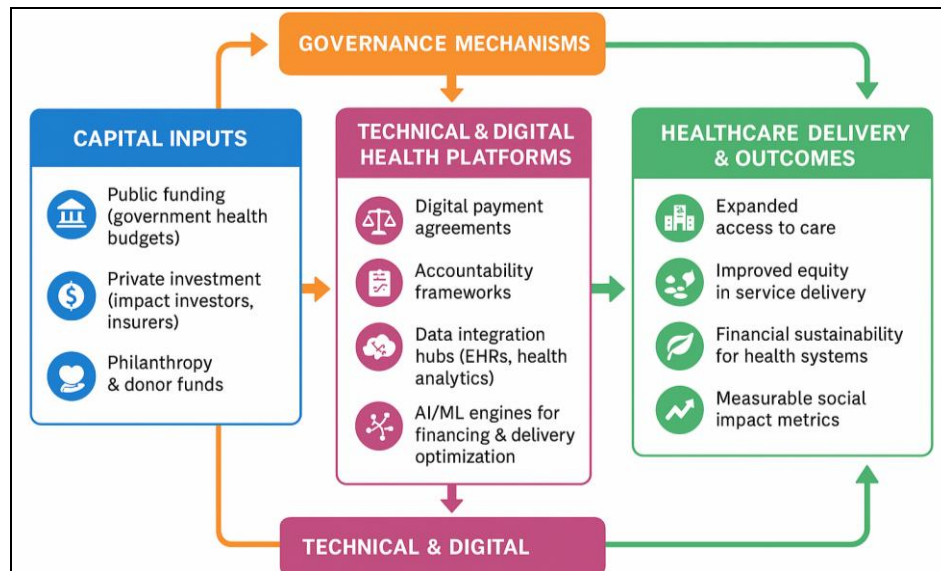 GOVERNANCE MECHANISMS
CAPITAL INPUTS
Public funding
(government health
budgets)
Private investment
(impact investors,
insurers)
Philanthropy
& donor funds
TECHNICAL & DIGITAL
HEALTH PLATFORMS
Digital payment
agreements
Accountability
frameworks
Data integration
hubs (EHRs, health
analytics)
AI/ML engines for
financing & delivery
optimization
HEALTHCARE DELIVERY
& OUTCOMES
Expanded
access to care
Improved equity
in service delivery
Financial sustainability
for health systems
Measurable social
impact metrics
TECHNICAL & DIGITAL